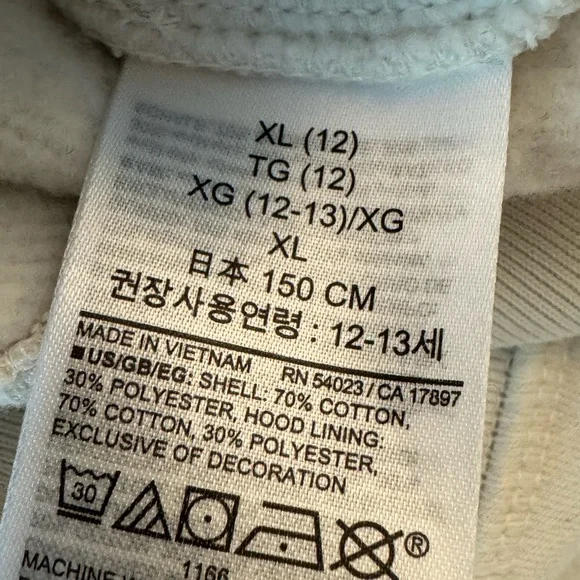 XL (12)
TG (12)
XG (12-13)/XG
XL
日本 150 CM
권장사용연령 : 12-13세
MADE IN VIETNAM RN 54023 / CA 17897
■US/GB/EG: SHELL: 70% COTTON,
30% POLYESTER, HOOD LINING:
70% COTTON, 30% POLYESTER,
EXCLUSIVE OF DECORATION
30 ®
MACHINE 1166